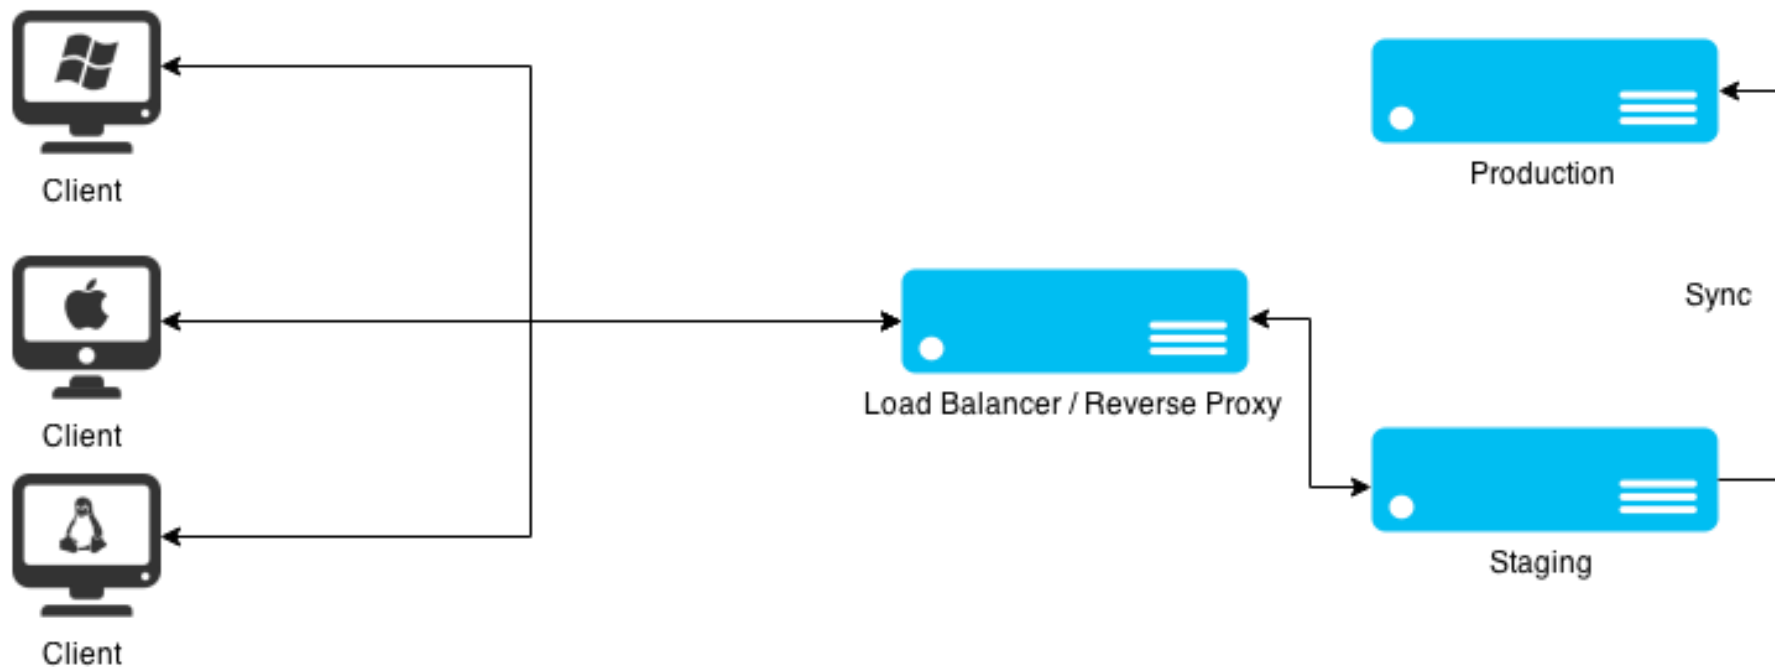 Client
Production
Sync
Load Balancer / Reverse Proxy
Client
Staging
Client